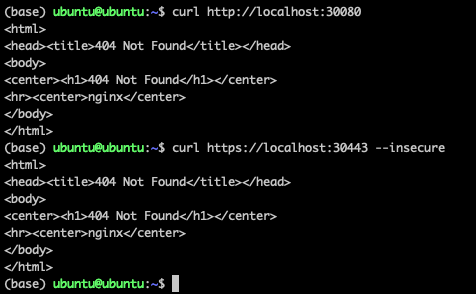 (base) ubuntu@ubuntu:~$ curl http://localhost:30080
<html>
<head><title>404 Not Found</title></head>
<body>
<center><h1>404 Not Found</h1></center>
<hr><center>nginx</center>
</body>
</html>
(base) ubuntu@ubuntu:~$ curl https://localhost:30443 --insecure
<html>
<head><title>404 Not Found</title></head>
<body>
<center><h1>404 Not Found</h1></center>
<hr><center>nginx</center>
</body>
</html>
(base) ubuntu@ubuntu:~$